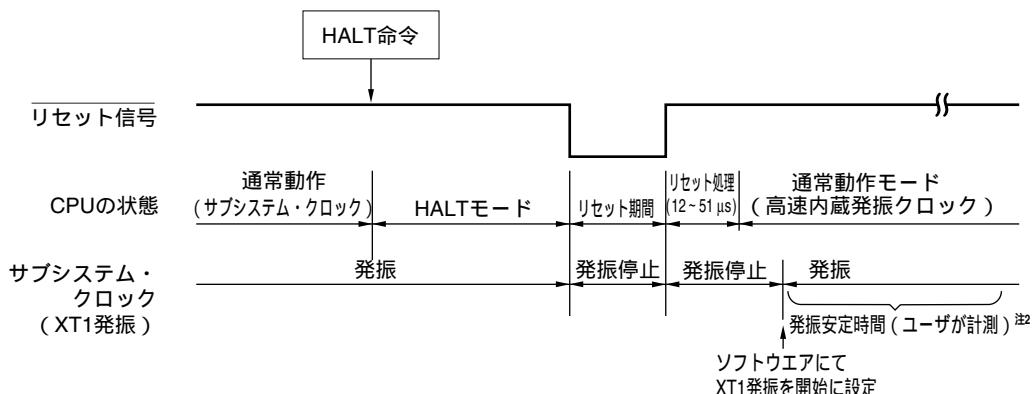 HALT命令
リセット信号
CPUの状態
通常動作
(サブシステム・クロック)
HALTモード
リセット期間
リセット処理
(12~51 μs)
通常動作モード
(高速内蔵発振クロック)
サブシステム・
クロック
(XT1発振)
発振
発振停止
発振停止
発振
発振安定時間(ユーザが計測)注2
ソフトウエアにて
XT1発振を開始に設定